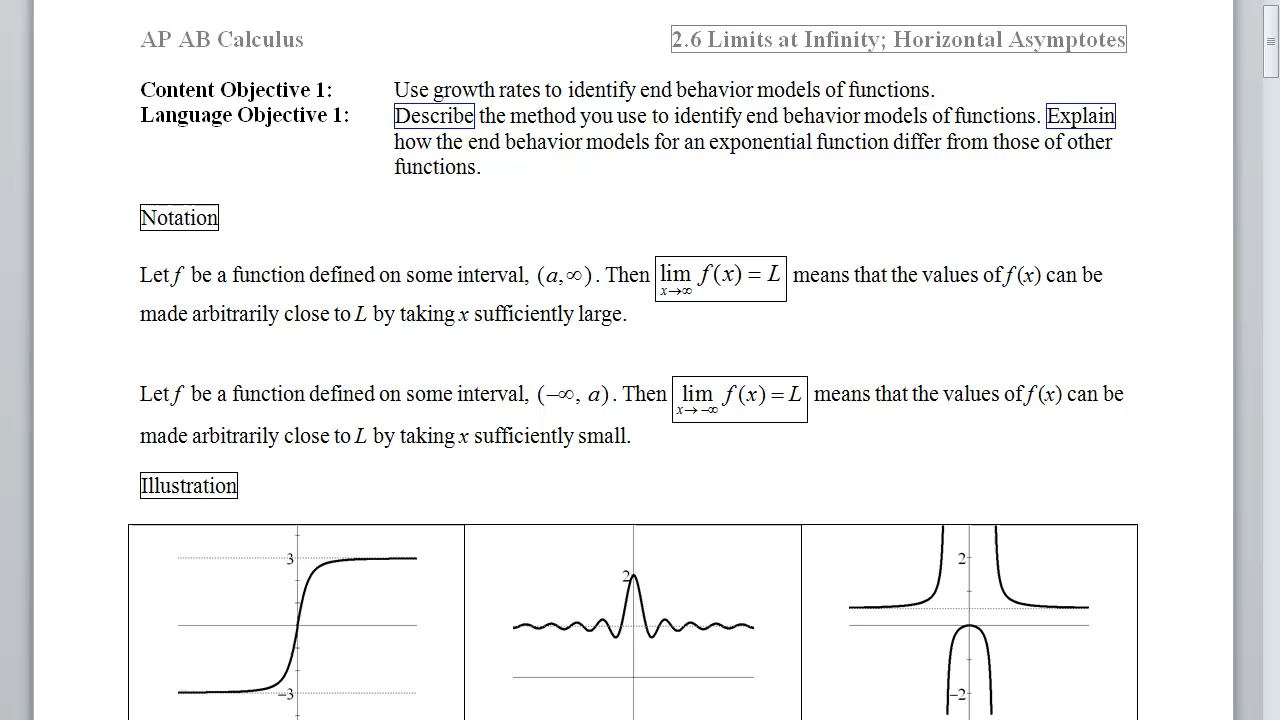 AP AB Calculus 2.6 Limits at Infinity; Horizontal Asymptotes
Content Objective 1: Use growth rates to identify end behavior models of functions.
Language Objective 1: Describe the method you use to identify end behavior models of functions. Explain
how the end behavior models for an exponential function differ from those of other
functions.
Notation
Let f be a function defined on some interval, (a,∞). Then lim x→∞ f(x) = L means that the values of f(x) can be
made arbitrarily close to L by taking x sufficiently large.
Let f be a function defined on some interval, (−∞, a). Then lim x→−∞ f(x) = L means that the values of f(x) can be
made arbitrarily close to L by taking x sufficiently small.
Illustration
3
−3
2
2
−2